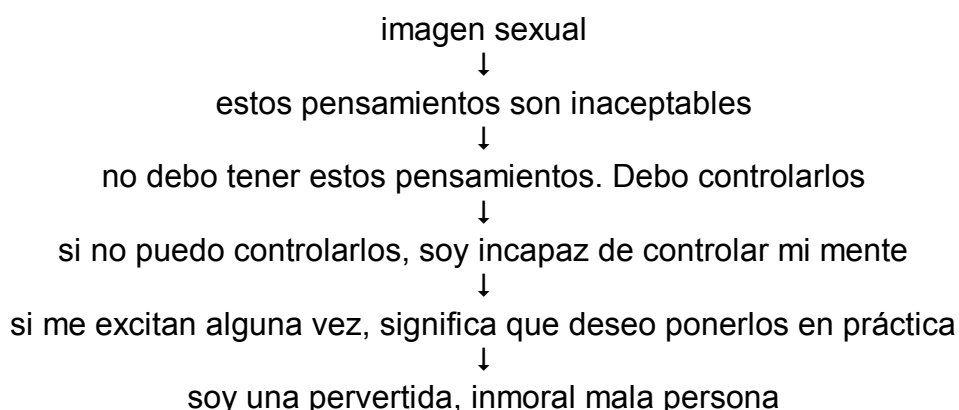 imagen sexual
↓
estos pensamientos son inaceptables
↓
no debo tener estos pensamientos. Debo controlarlos
↓
si no puedo controlarlos, soy incapaz de controlar mi mente
↓
si me excitan alguna vez, significa que deseo ponerlos en práctica
↓
soy una pervertida, inmoral mala persona